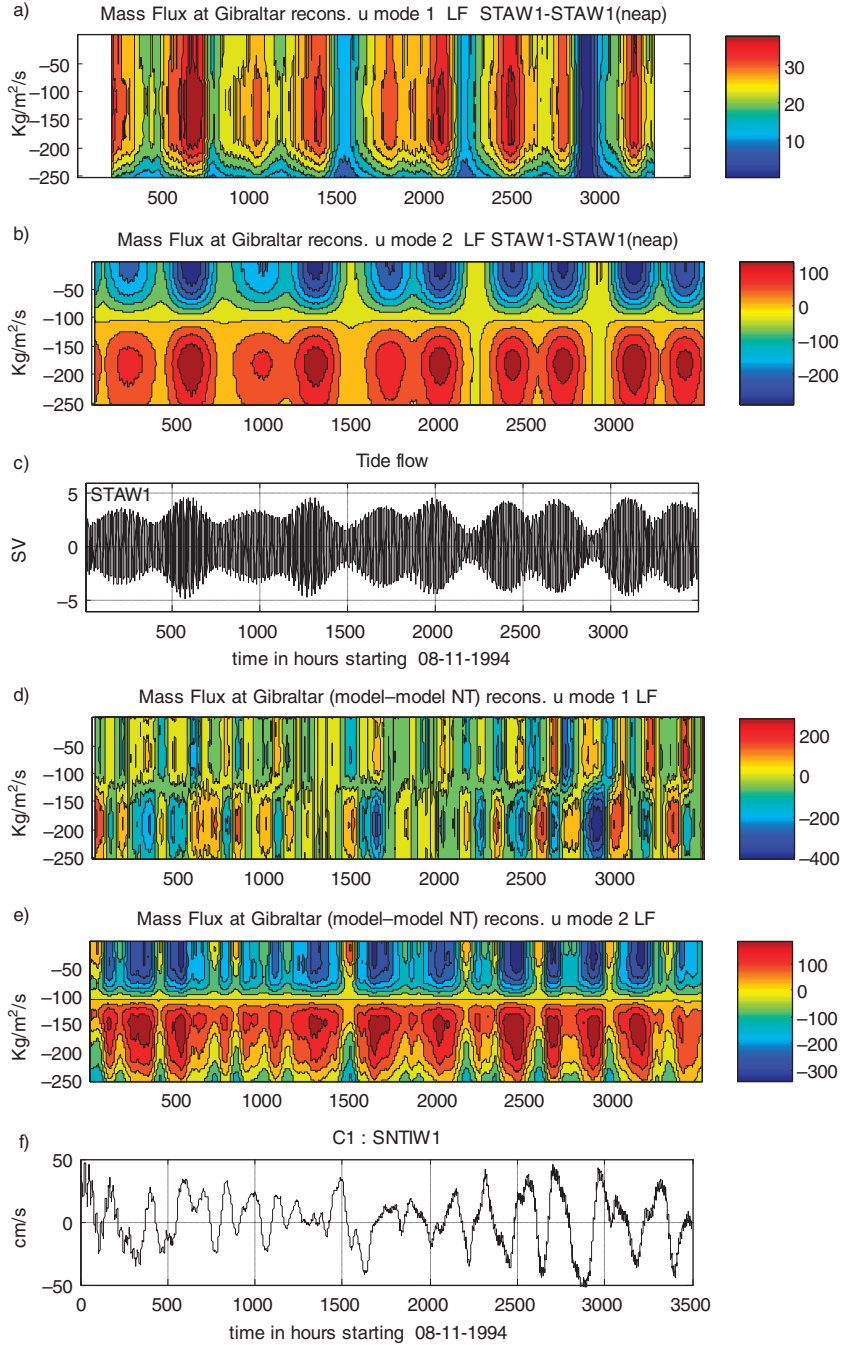 a)
Mass Flux at Gibraltar recons. u mode 1 LF STAW1-STAW1(neap)
Kg/m²/s
−50
−100
−150
−200
−250
500 1000 1500 2000 2500 3000
30
20
10
b)
Mass Flux at Gibraltar recons. u mode 2 LF STAW1-STAW1(neap)
Kg/m²/s
−50
−100
−150
−200
−250
500 1000 1500 2000 2500 3000
100
0
−100
−200
c)
Tide flow
STAW1
SV
5
0
−5
500 1000 1500 2000 2500 3000
time in hours starting 08-11-1994
d)
Mass Flux at Gibraltar (model–model NT) recons. u mode 1 LF
Kg/m²/s
−50
−100
−150
−200
−250
500 1000 1500 2000 2500 3000
200
0
−200
−400
e)
Mass Flux at Gibraltar (model–model NT) recons. u mode 2 LF
Kg/m²/s
−50
−100
−150
−200
−250
500 1000 1500 2000 2500 3000
100
0
−100
−200
−300
f)
C1 : SNTIW1
cm/s
50
0
−50
0 500 1000 1500 2000 2500 3000 3500
time in hours starting 08-11-1994